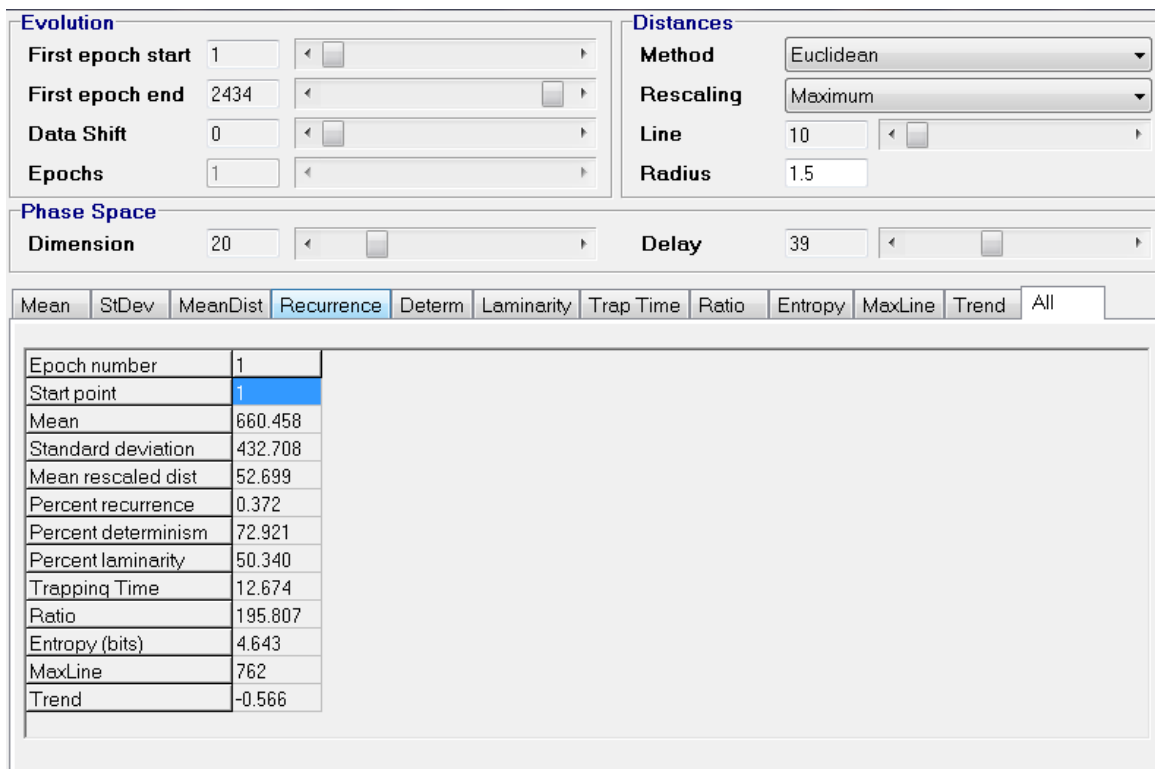 Evolution
First epoch start 1
First epoch end 2434
Data Shift 0
Epochs 1
Distances
Method Euclidean
Rescaling Maximum
Line 10
Radius 1.5
Phase Space
Dimension 20 Delay 39
Mean StDev MeanDist Recurrence Determ Laminarity Trap Time Ratio Entropy MaxLine Trend All
Epoch number 1
Start point 1
Mean 660.458
Standard deviation 432.708
Mean rescaled dist 52.699
Percent recurrence 0.372
Percent determinism 72.921
Percent laminarity 50.340
Trapping Time 12.674
Ratio 195.807
Entropy (bits) 4.643
MaxLine 762
Trend -0.566